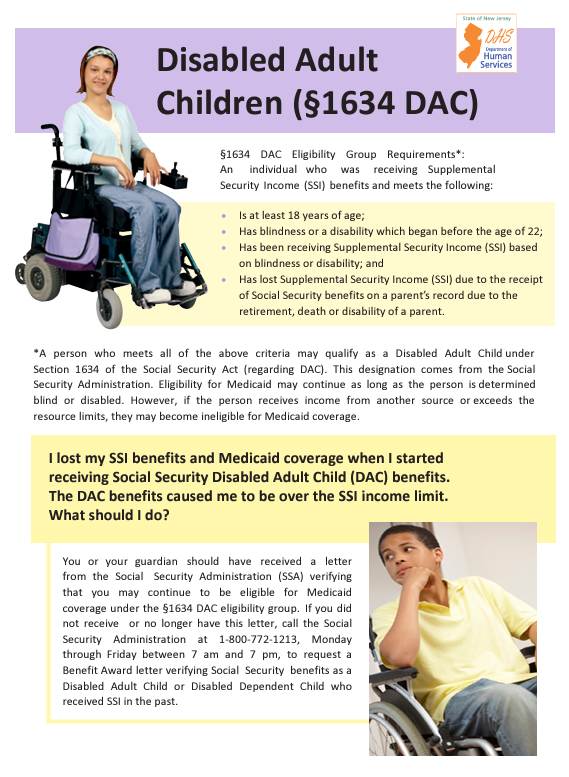 State of New Jersey
DHS
Department of
Human
Services
Disabled Adult
Children (§1634 DAC)
§1634 DAC Eligibility Group Requirements*:
An individual who was receiving Supplemental
Security Income (SSI) benefits and meets the following:
• Is at least 18 years of age;
• Has blindness or a disability which began before the age of 22;
• Has been receiving Supplemental Security Income (SSI) based
on blindness or disability; and
• Has lost Supplemental Security Income (SSI) due to the receipt
of Social Security benefits on a parent's record due to the
retirement, death or disability of a parent.
*A person who meets all of the above criteria may qualify as a Disabled Adult Child under
Section 1634 of the Social Security Act (regarding DAC). This designation comes from the Social
Security Administration. Eligibility for Medicaid may continue as long as the person is determined
blind or disabled. However, if the person receives income from another source or exceeds the
resource limits, they may become ineligible for Medicaid coverage.
I lost my SSI benefits and Medicaid coverage when I started
receiving Social Security Disabled Adult Child (DAC) benefits.
The DAC benefits caused me to be over the SSI income limit.
What should I do?
You or your guardian should have received a letter
from the Social Security Administration (SSA) verifying
that you may continue to be eligible for Medicaid
coverage under the §1634 DAC eligibility group. If you did
not receive or no longer have this letter, call the Social
Security Administration at 1-800-772-1213, Monday
through Friday between 7 am and 7 pm, to request a
Benefit Award letter verifying Social Security benefits as a
Disabled Adult Child or Disabled Dependent Child who
received SSI in the past.